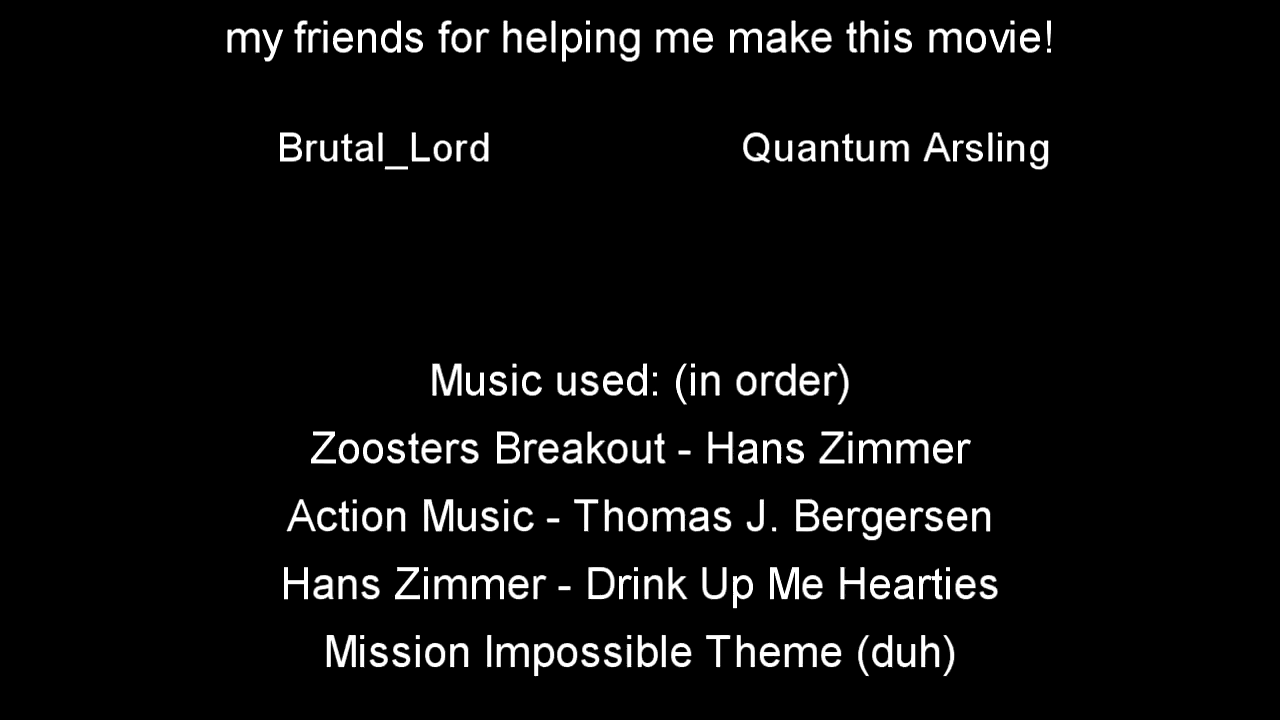 my friends for helping me make this movie!
Brutal_Lord Quantum Arsling
Music used: (in order)
Zoosters Breakout - Hans Zimmer
Action Music - Thomas J. Bergersen
Hans Zimmer - Drink Up Me Hearties
Mission Impossible Theme (duh)